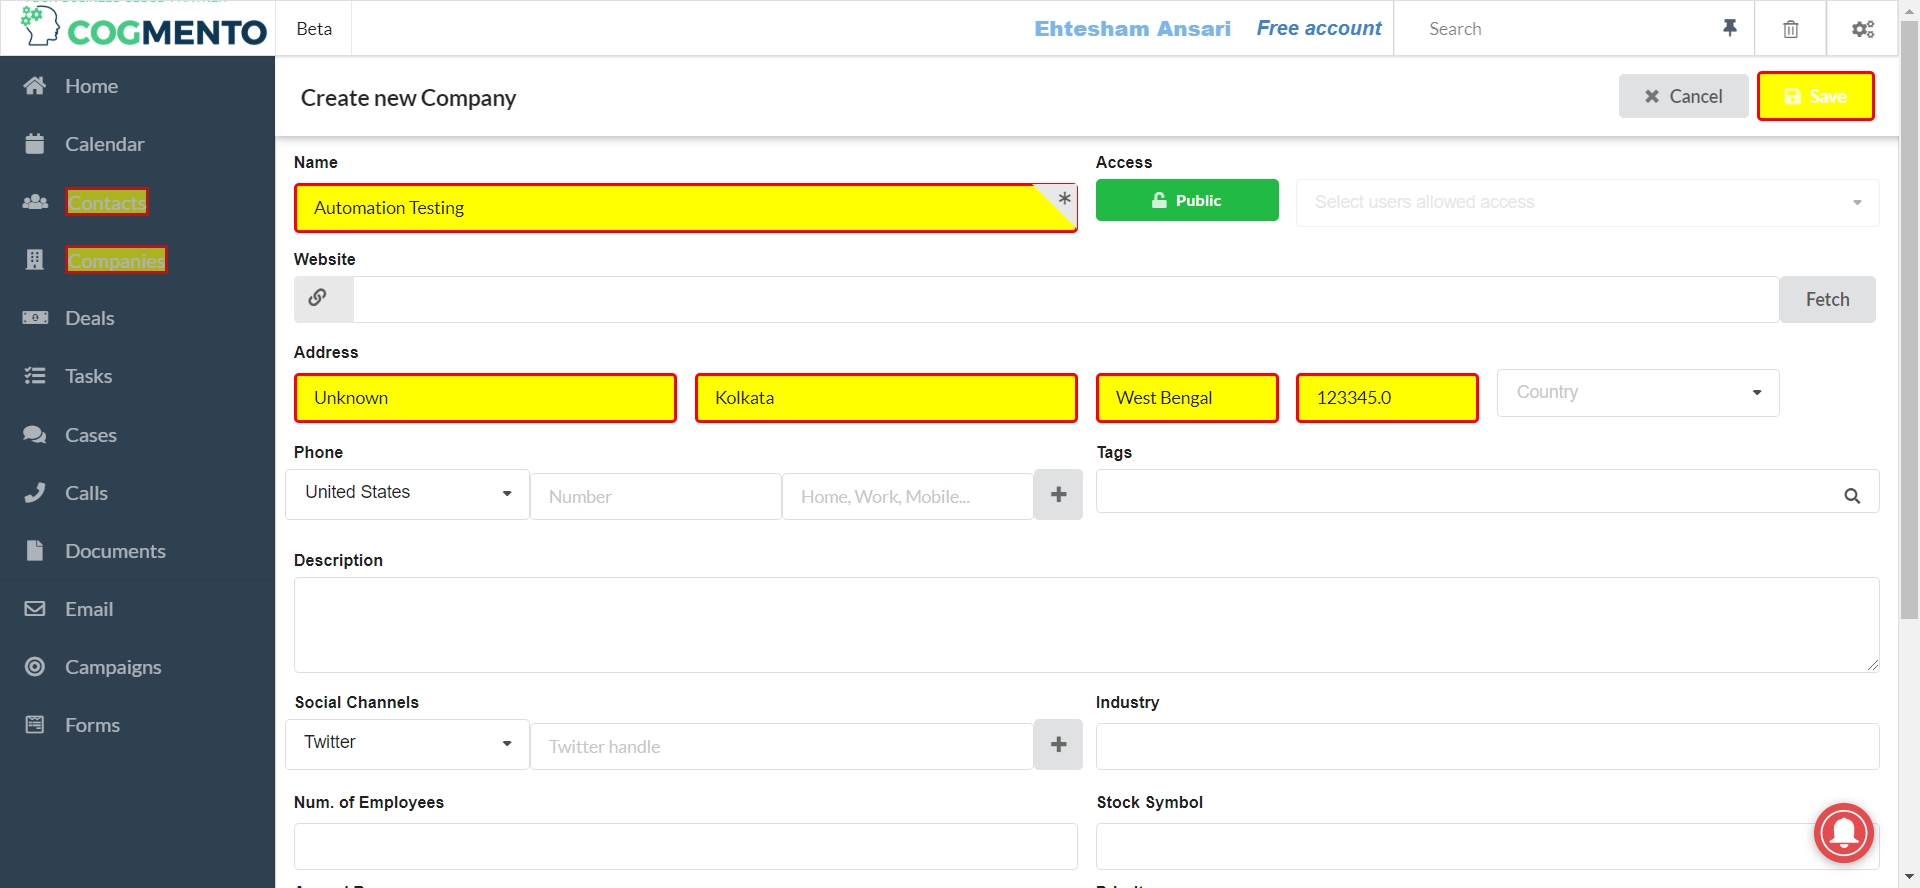 COGMENTO
Beta
Ehtesham Ansari
Free account
Search
Home
Calendar
Contacts
Companies
Deals
Tasks
Cases
Calls
Documents
Email
Campaigns
Forms
Create new Company
Cancel
Save
Name
Access
Automation Testing
*
Public
Select users allowed access
Website
Fetch
Address
Unknown
Kolkata
West Bengal
123345.0
Country
Phone
Tags
United States
Number
Home, Work, Mobile...
Description
Social Channels
Industry
Twitter
Twitter handle
Num. of Employees
Stock Symbol